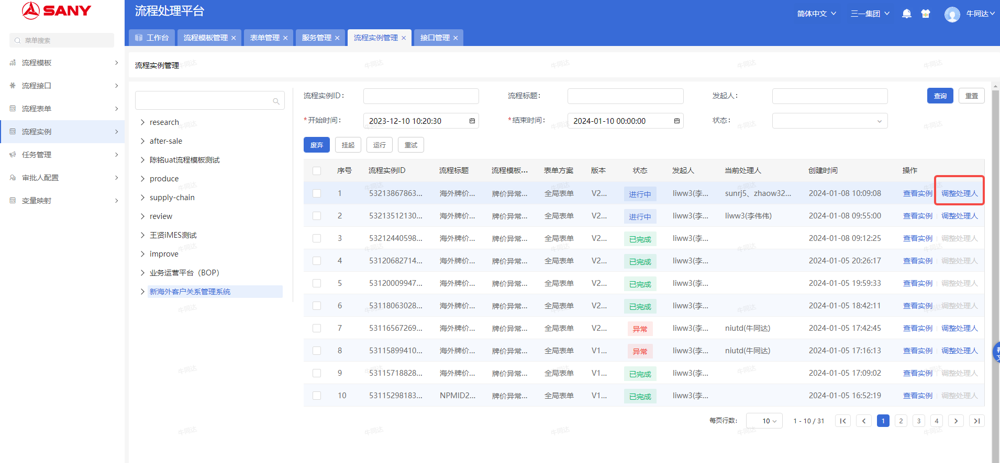 SANY
流程处理平台
简体中文
三一集团
牛同达
菜单搜索
工作台
流程模板管理
表单管理
服务管理
流程实例管理
接口管理
流程模板
流程接口
流程表单
流程实例
任务管理
审批人配置
变量映射
流程实例管理
research
after-sale
陈铭uat流程模板测试
produce
supply-chain
review
王贤iMES测试
improve
业务运营平台（BOP）
新海外客户关系管理系统
流程实例ID：
流程标题：
发起人：
查询 重置
*开始时间： 2023-12-10 10:20:30
*结束时间： 2024-01-10 00:00:00
状态：
废弃 挂起 运行 重试
序号 流程实例ID 流程标题 流程模板... 表单方案 版本 状态 发起人 当前处理人 创建时间 操作
1 53213867863... 海外牌价... 牌价异常... 全局表单 V2... 进行中 liww3(李... sunrj5、zhaow32... 2024-01-08 10:09:08 查看实例 调整处理人
2 53213512130... 海外牌价... 牌价异常... 全局表单 V2... 进行中 liww3(李... liww3(李伟伟) 2024-01-08 09:55:00 查看实例 调整处理人
3 53212440598... 海外牌价... 牌价异常... 全局表单 V2... 已完成 liww3(李... 2024-01-08 09:12:25 查看实例 调整处理人
4 53120682714... 海外牌价... 牌价异常... 全局表单 V2... 已完成 liww3(李... 2024-01-05 20:26:17 查看实例 调整处理人
5 53120009947... 海外牌价... 牌价异常... 全局表单 V2... 已完成 liww3(李... 2024-01-05 19:59:33 查看实例 调整处理人
6 53118063028... 海外牌价... 牌价异常... 全局表单 V2... 已完成 liww3(李... 2024-01-05 18:42:11 查看实例 调整处理人
7 53116567269... 海外牌价... 牌价异常... 全局表单 V2... 异常 liww3(李... niutd(牛同达) 2024-01-05 17:42:45 查看实例 调整处理人
8 53115899410... 海外牌价... 牌价异常... 全局表单 V1... 异常 liww3(李... niutd(牛同达) 2024-01-05 17:16:13 查看实例 调整处理人
9 53115718828... 海外牌价... 牌价异常... 全局表单 V1... 已完成 liww3(李... 2024-01-05 17:09:02 查看实例 调整处理人
10 53115298183... NPMID2... 牌价异常... 全局表单 V1... 已完成 liww3(李... 2024-01-05 16:52:19 查看实例 调整处理人
每页行数： 10 1 - 10 / 31 1 2 3 4